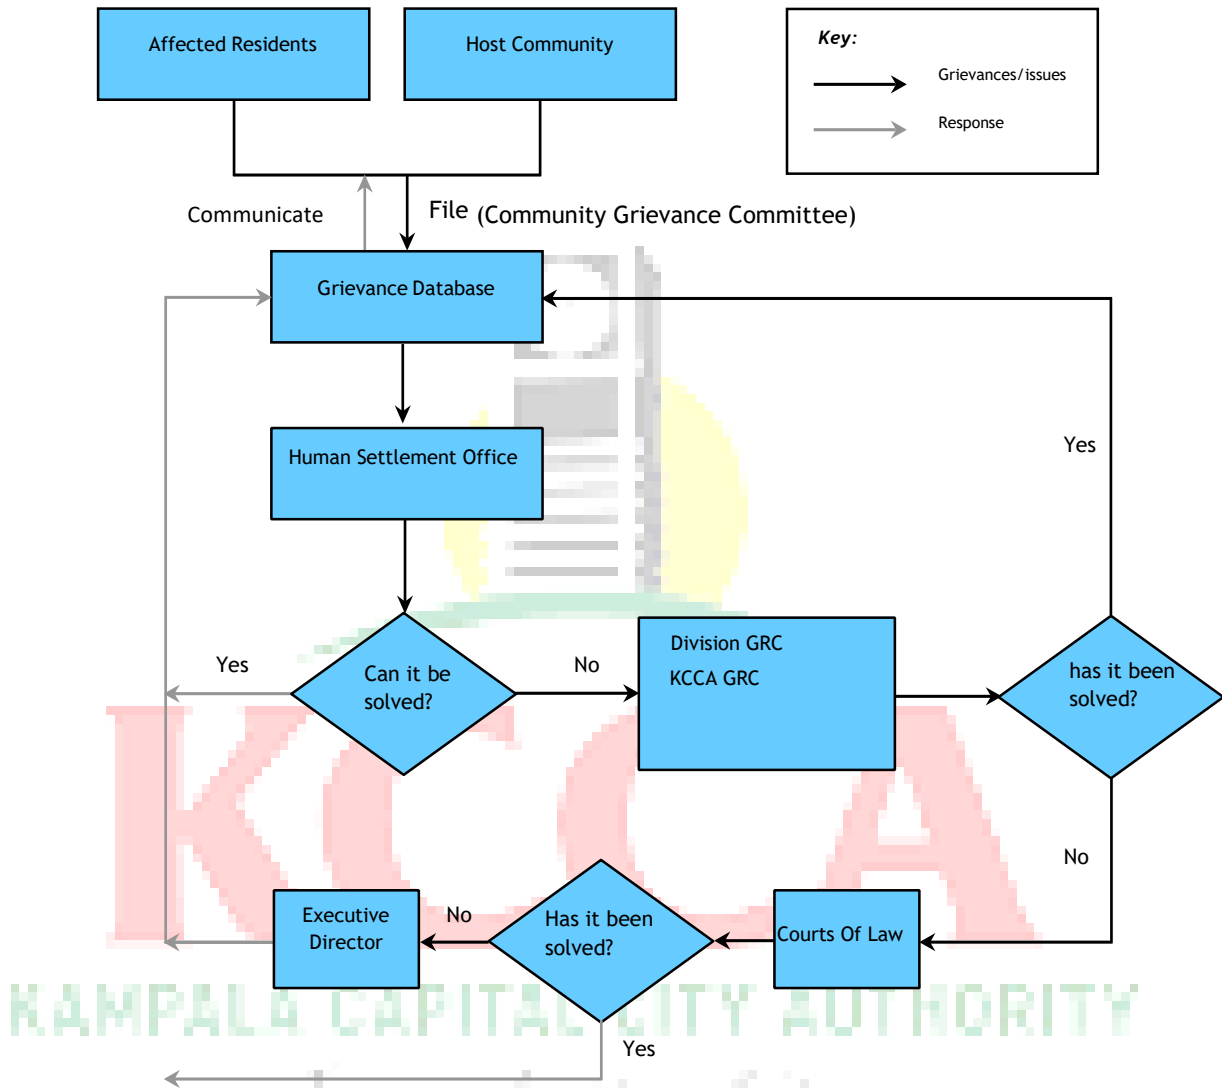 Affected Residents
Host Community
Key:
Grievances/issues
Response
Communicate
File (Community Grievance Committee)
Grievance Database
Human Settlement Office
Yes
Yes
Can it be
solved?
No
Division GRC
KCCA GRC
has it been
solved?
KCCA
No
Executive
Director
No
Has it been
solved?
Courts Of Law
KAMPALA CAPITAL CITY AUTHORITY
Yes